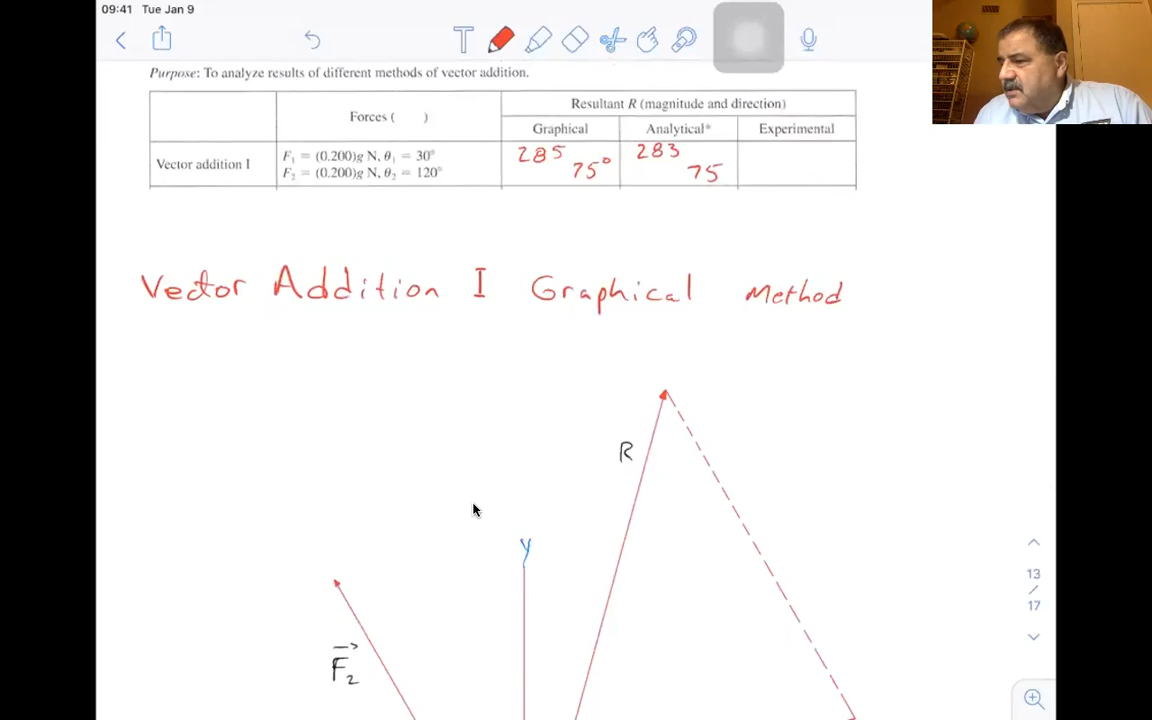 09:41 Tue Jan 9
T
Purpose: To analyze results of different methods of vector addition.
Forces ( )
Resultant R (magnitude and direction)
Graphical
Analytical*
Experimental
Vector addition I
F₁ = (0.200)g N, θ₁ = 30°
F₂ = (0.200)g N, θ₂ = 120°
285
75°
283
75
Vector Addition I Graphical Method
R
y
F₂
13
/
17